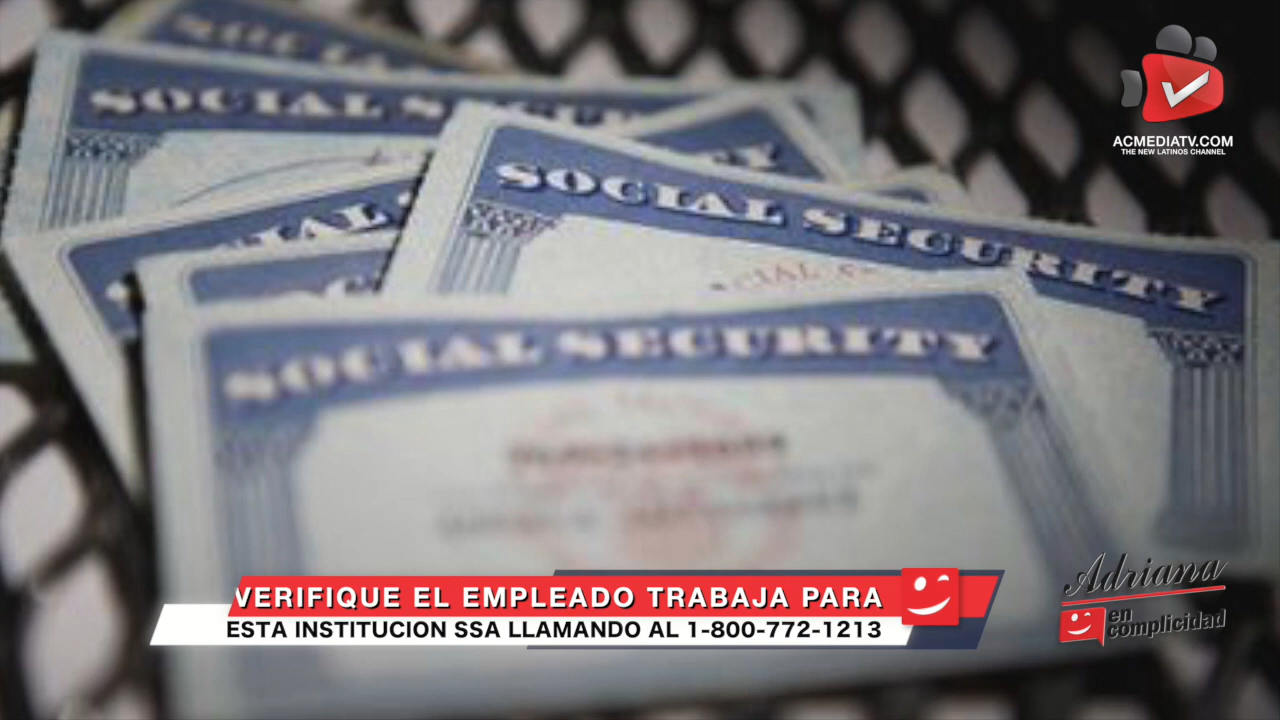 SOCIAL SECURITY
SOCIAL SECURITY
SOCIAL SECURITY
ACMEDIATV.COM
THE NEW LATINOS CHANNEL
VERIFIQUE EL EMPLEADO TRABAJA PARA
ESTA INSTITUCION SSA LLAMANDO AL 1-800-772-1213
Adriana
en
complicidad